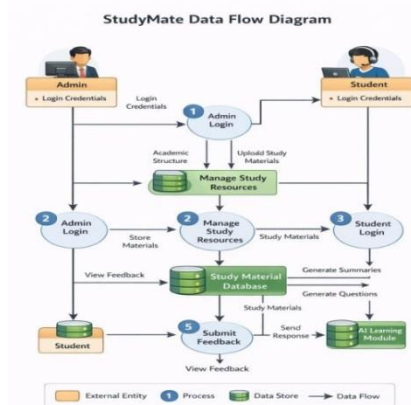 StudyMate Data Flow Diagram
Admin
+ Login Credentials
Login
Credentials
Student
+ Login Credentials
1
Admin
Login
Academic
Structure
Uploıd Study
Materials
Manage Study
Resources
2
Admin
Login
Store
Materials
2
Manage
Study
Resources
Study Materials
3
Student
Login
View Feedback
Study Material
Database
Generate Summaries
Generate Questions
Study Materials
Student
5
Submit
Feedback
Send
Response
AI Learning
Module
View Feedback
External Entity
1
Process
Data Store
Data Flow